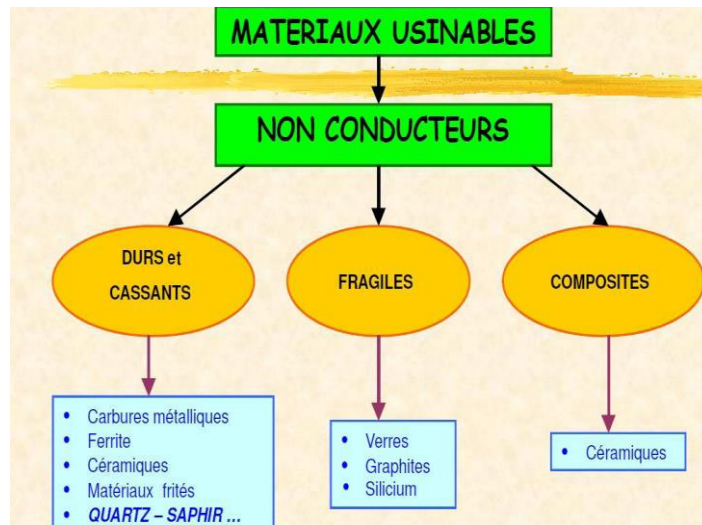 MATERIAUX USINABLES
NON CONDUCTEURS
DURS et
CASSANTS
FRAGILES
COMPOSITES
• Carbures métalliques
• Ferrite
• Céramiques
• Matériaux frités
• QUARTZ – SAPHIR ...
• Verres
• Graphites
• Silicium
• Céramiques